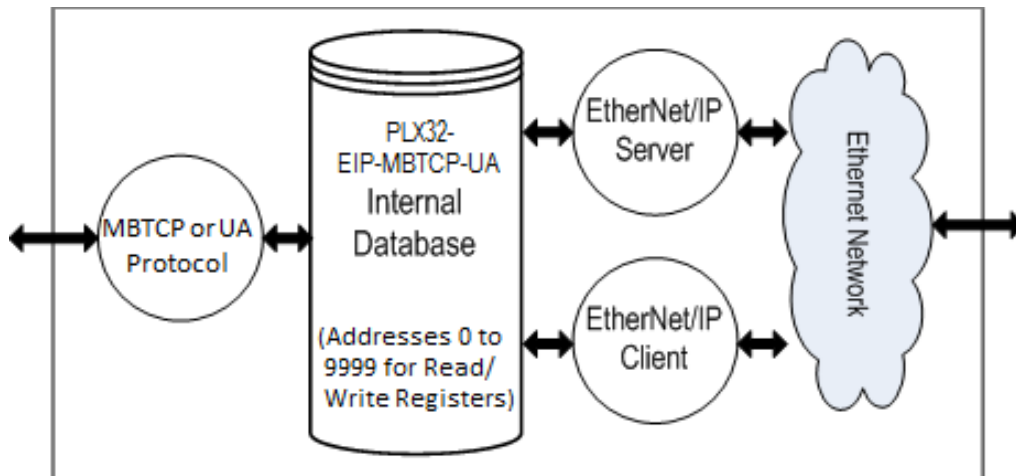 MBTCP or UA
Protocol
PLX32-
EIP-MBTCP-UA
Internal
Database
(Addresses 0 to
9999 for Read/
Write Registers)
EtherNet/IP
Server
EtherNet/IP
Client
Ethernet Network